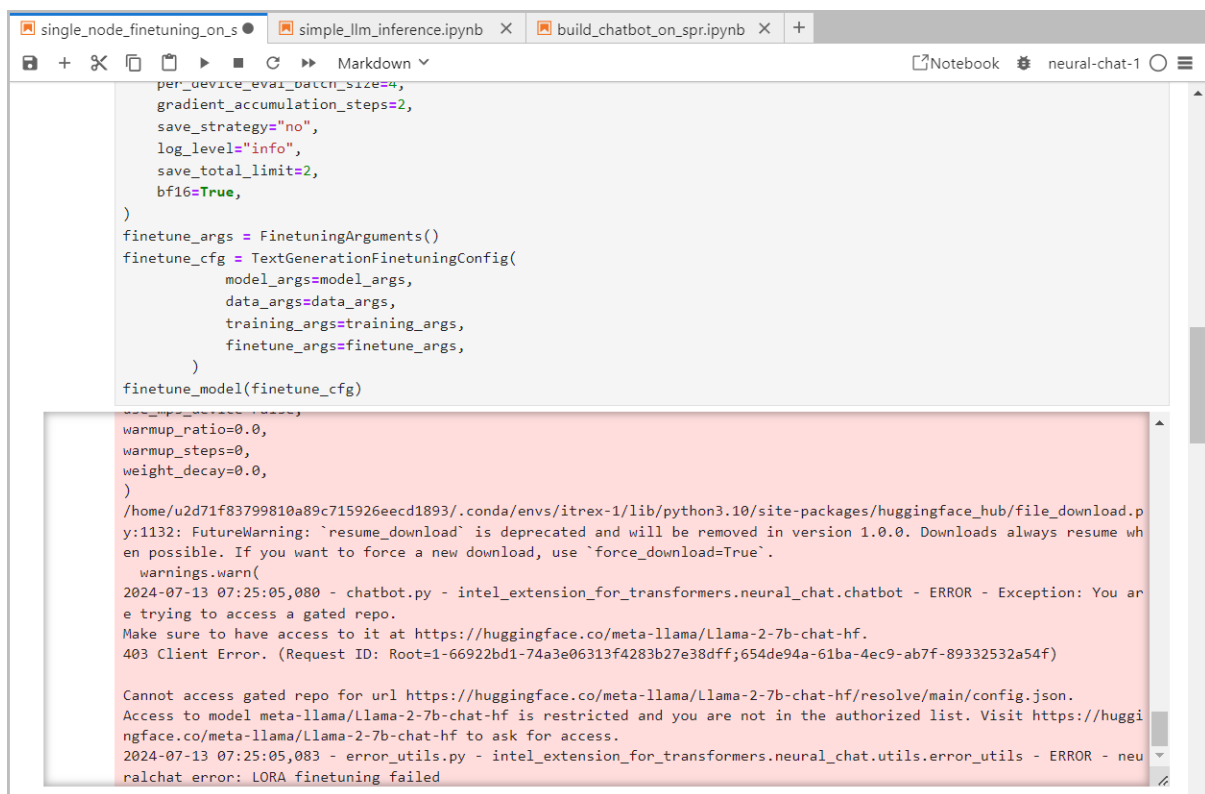 single_node_finetuning_on_s
simple_llm_inference.ipynb
build_chatbot_on_spr.ipynb
Markdown
Notebook
neural-chat-1
per_device_eval_batch_size=4,
gradient_accumulation_steps=2,
save_strategy="no",
log_level="info",
save_total_limit=2,
bf16=True,
)
finetune_args = FinetuningArguments()
finetune_cfg = TextGenerationFinetuningConfig(
model_args=model_args,
data_args=data_args,
training_args=training_args,
finetune_args=finetune_args,
)
finetune_model(finetune_cfg)
use_mps_device=False,
warmup_ratio=0.0,
warmup_steps=0,
weight_decay=0.0,
)
/home/u2d71f83799810a89c715926eecd1893/.conda/envs/itrex-1/lib/python3.10/site-packages/huggingface_hub/file_download.p
y:1132: FutureWarning: `resume_download` is deprecated and will be removed in version 1.0.0. Downloads always resume wh
en possible. If you want to force a new download, use `force_download=True`.
warnings.warn(
2024-07-13 07:25:05,080 - chatbot.py - intel_extension_for_transformers.neural_chat.chatbot - ERROR - Exception: You ar
e trying to access a gated repo.
Make sure to have access to it at https://huggingface.co/meta-llama/Llama-2-7b-chat-hf.
403 Client Error. (Request ID: Root=1-66922bd1-74a3e06313f4283b27e38dff;654de94a-61ba-4ec9-ab7f-89332532a54f)
Cannot access gated repo for url https://huggingface.co/meta-llama/Llama-2-7b-chat-hf/resolve/main/config.json.
Access to model meta-llama/Llama-2-7b-chat-hf is restricted and you are not in the authorized list. Visit https://huggi
ngface.co/meta-llama/Llama-2-7b-chat-hf to ask for access.
2024-07-13 07:25:05,083 - error_utils.py - intel_extension_for_transformers.neural_chat.utils.error_utils - ERROR - neu
ralchat error: LORA finetuning failed